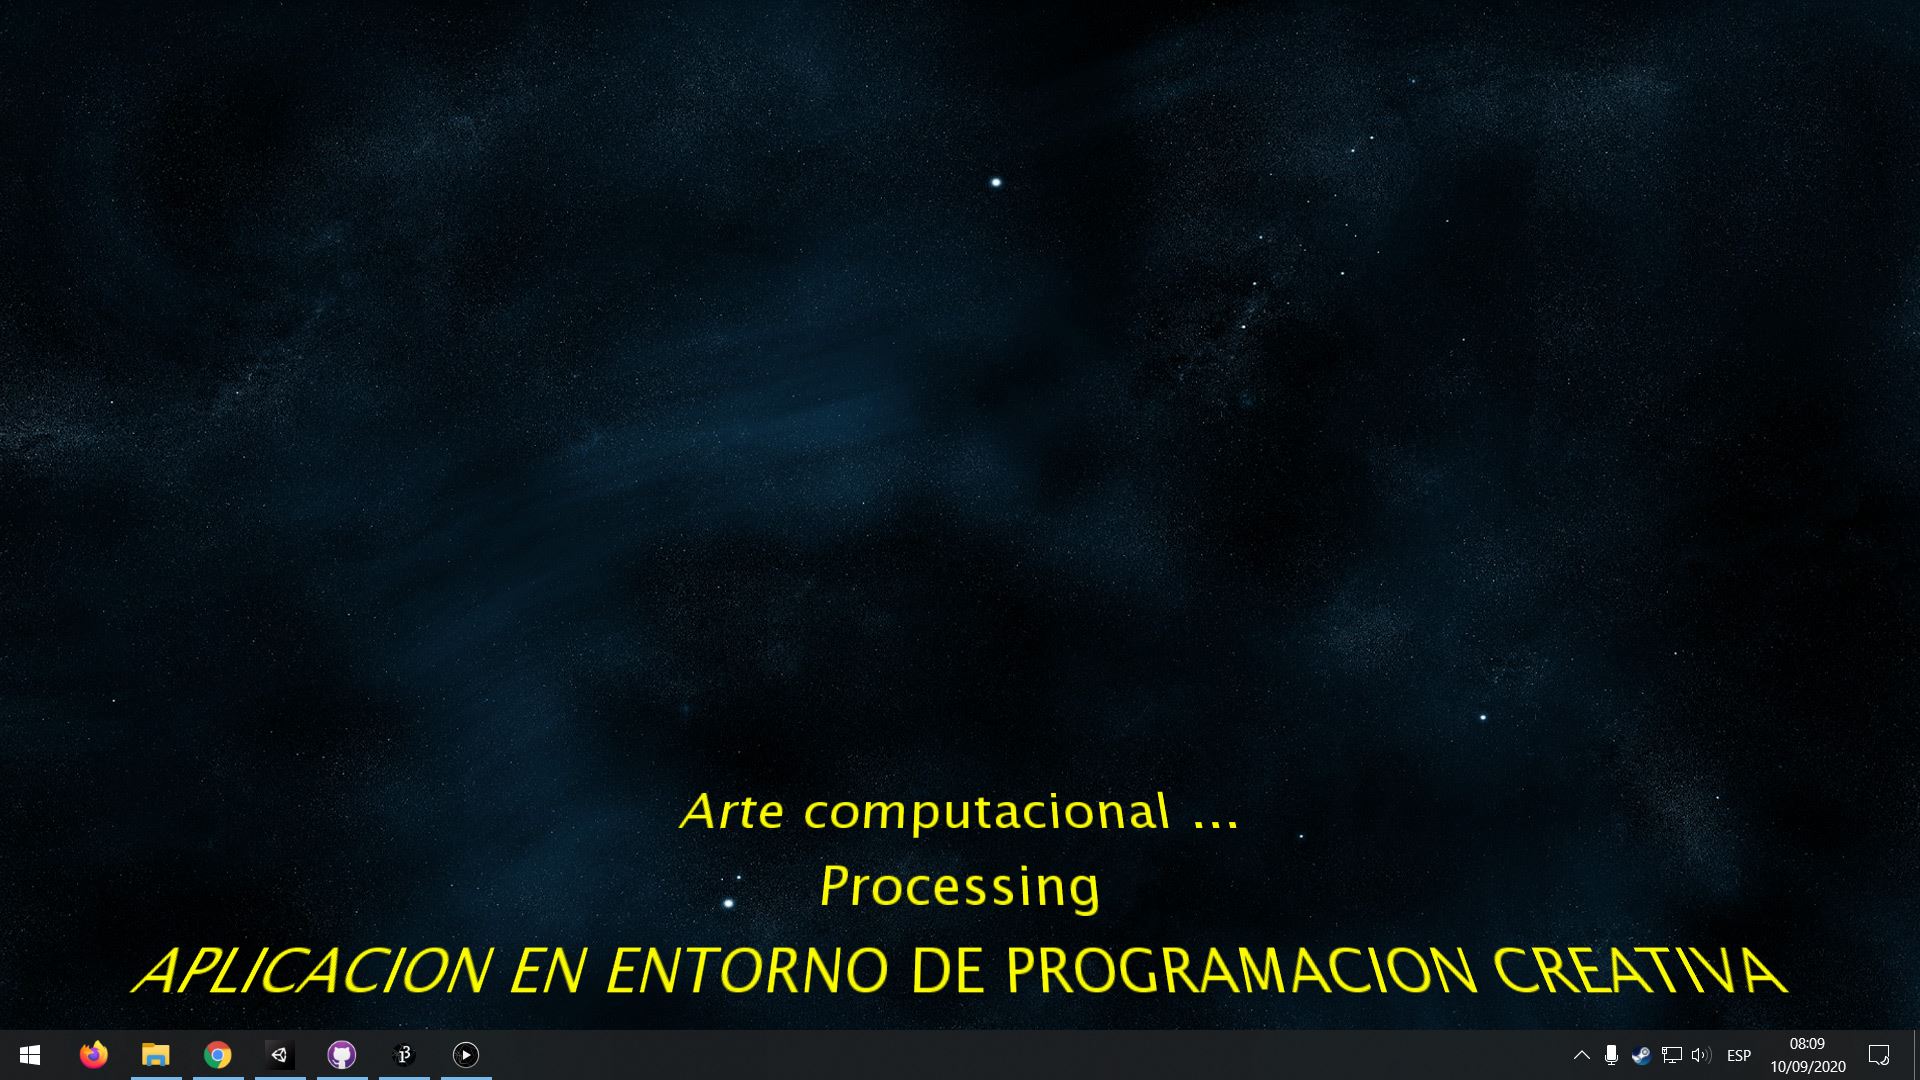 Arte computacional ...
Processing
APLICACION EN ENTORNO DE PROGRAMACION CREATIVA
ESP
08:09
10/09/2020